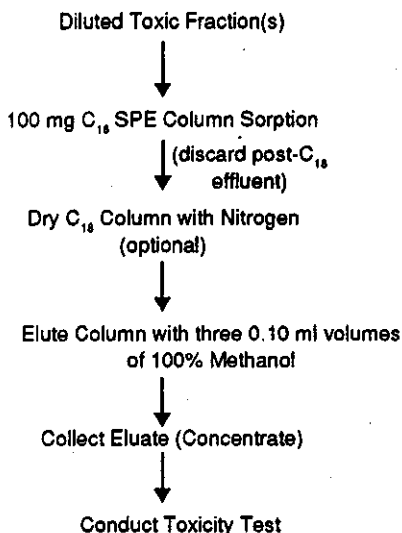 Diluted Toxic Fraction(s)
100 mg C₁₈ SPE Column Sorption
(discard post-C₁₈
effluent)
Dry C₁₈ Column with Nitrogen
(optional)
Elute Column with three 0.10 ml volumes
of 100% Methanol
Collect Eluate (Concentrate)
Conduct Toxicity Test